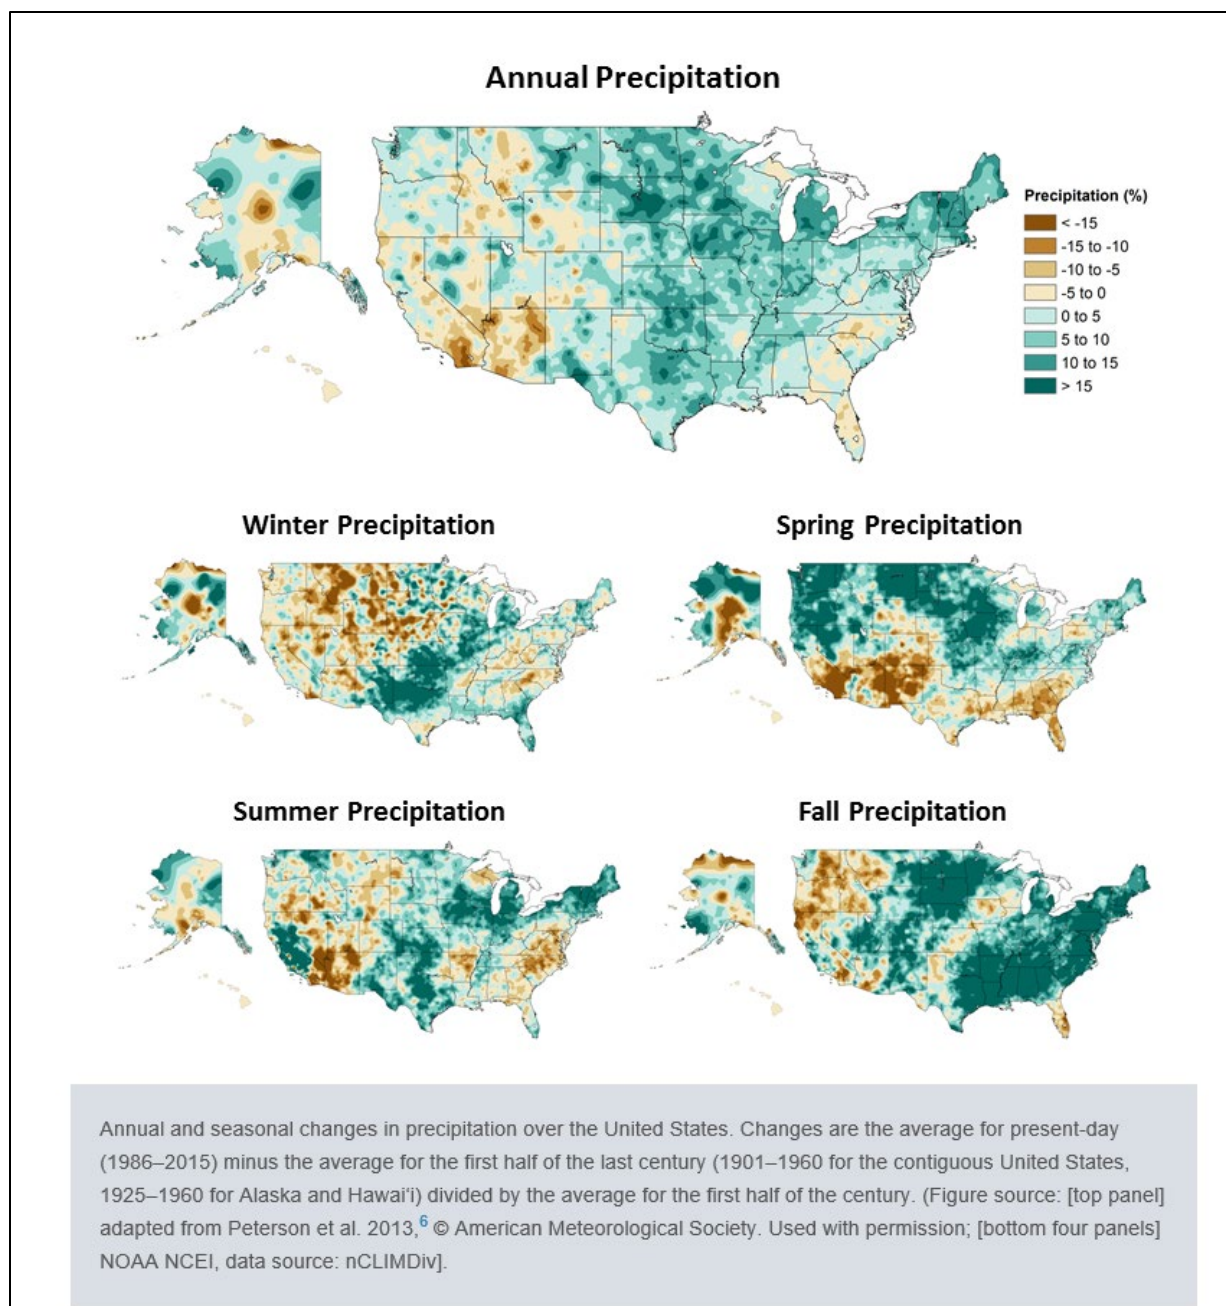 Annual Precipitation
Precipitation (%)
< -15
-15 to -10
-10 to -5
-5 to 0
0 to 5
5 to 10
10 to 15
> 15
Winter Precipitation
Spring Precipitation
Summer Precipitation
Fall Precipitation
Annual and seasonal changes in precipitation over the United States. Changes are the average for present-day
(1986–2015) minus the average for the first half of the last century (1901–1960 for the contiguous United States,
1925–1960 for Alaska and Hawai‘i) divided by the average for the first half of the century. (Figure source: [top panel]
adapted from Peterson et al. 2013,6 © American Meteorological Society. Used with permission; [bottom four panels]
NOAA NCEI, data source: nCLIMDiv].